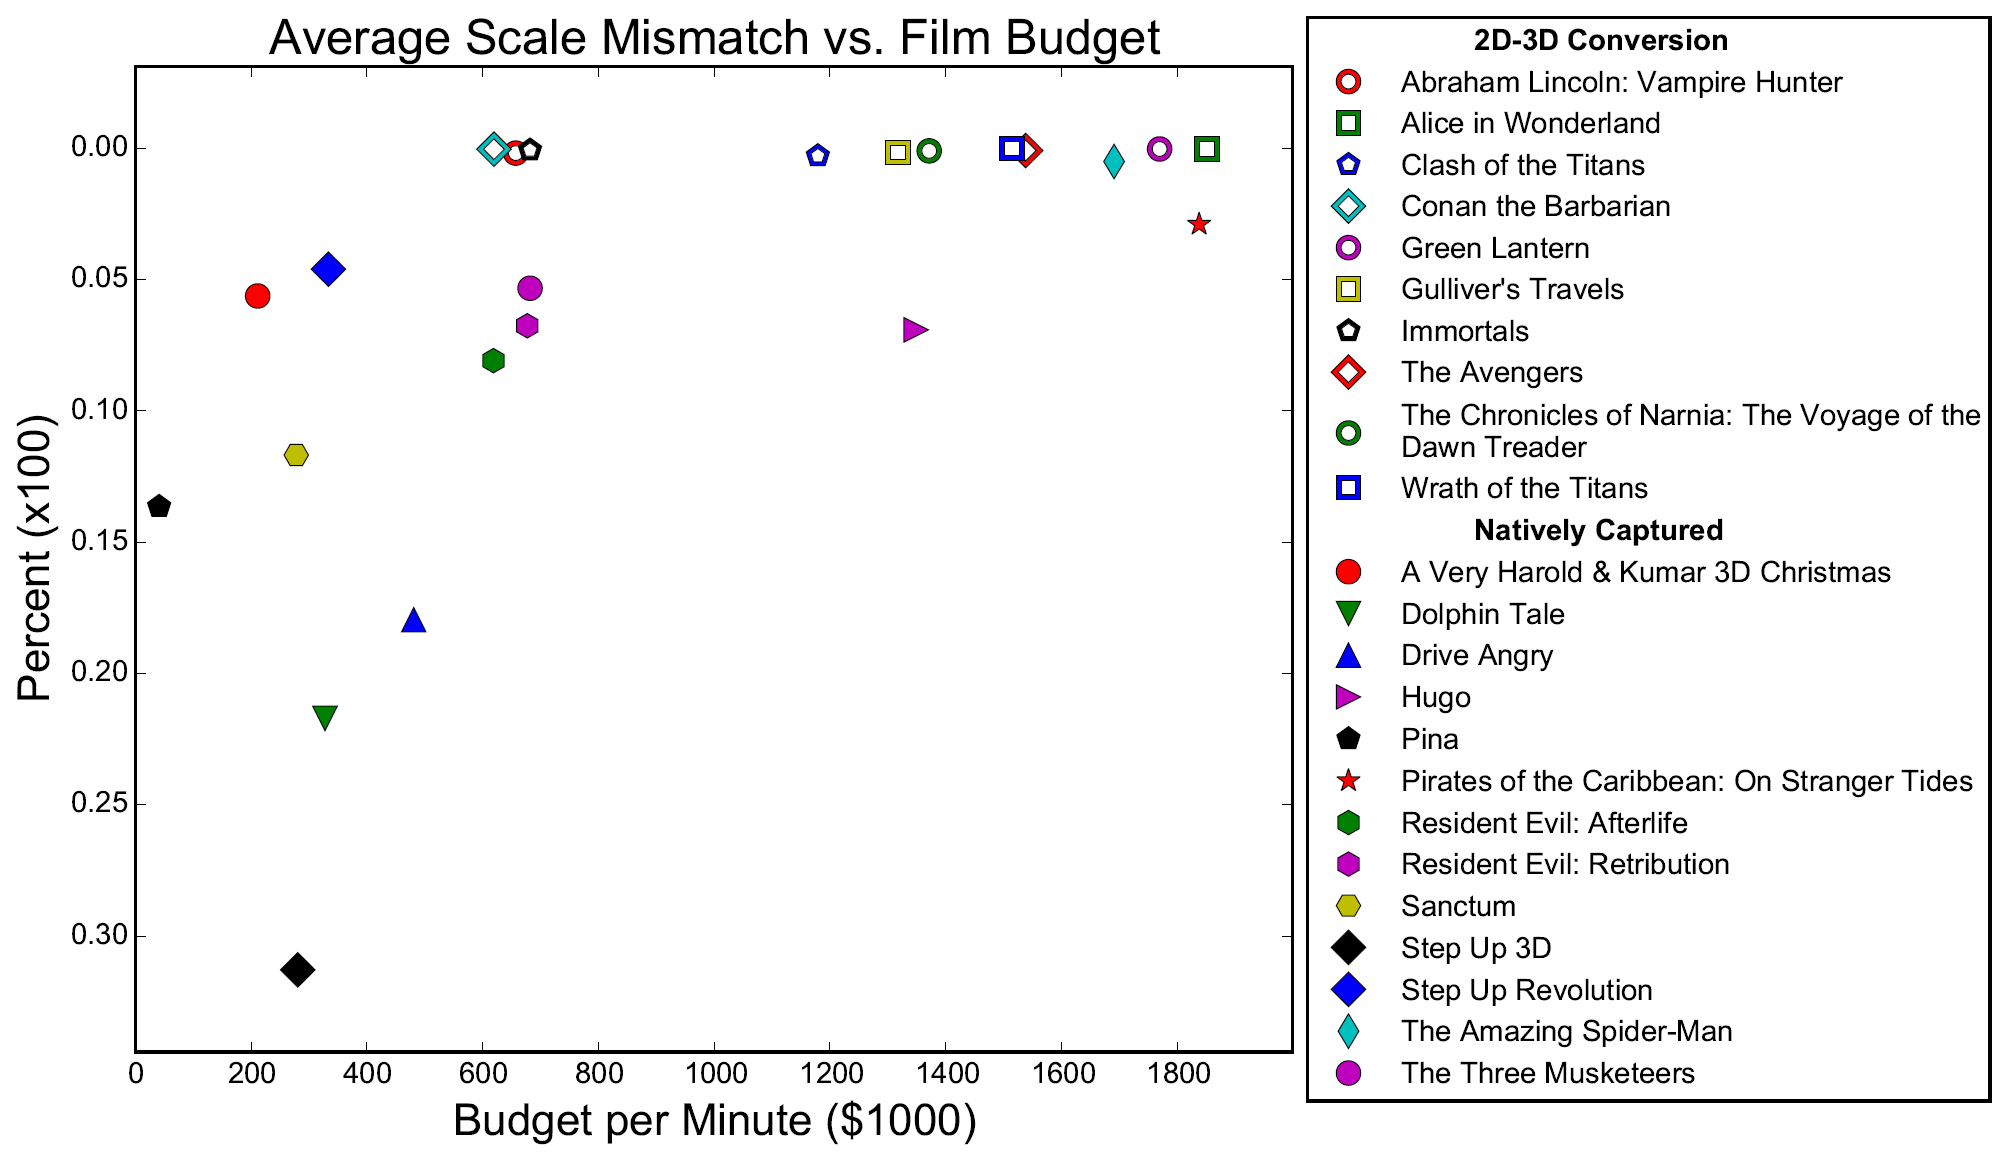 Average Scale Mismatch vs. Film Budget
Percent (x100)
0.00
0.05
0.10
0.15
0.20
0.25
0.30
0 200 400 600 800 1000 1200 1400 1600 1800
Budget per Minute ($1000)
2D-3D Conversion
Abraham Lincoln: Vampire Hunter
Alice in Wonderland
Clash of the Titans
Conan the Barbarian
Green Lantern
Gulliver's Travels
Immortals
The Avengers
The Chronicles of Narnia: The Voyage of the
Dawn Treader
Wrath of the Titans
Natively Captured
A Very Harold & Kumar 3D Christmas
Dolphin Tale
Drive Angry
Hugo
Pina
Pirates of the Caribbean: On Stranger Tides
Resident Evil: Afterlife
Resident Evil: Retribution
Sanctum
Step Up 3D
Step Up Revolution
The Amazing Spider-Man
The Three Musketeers